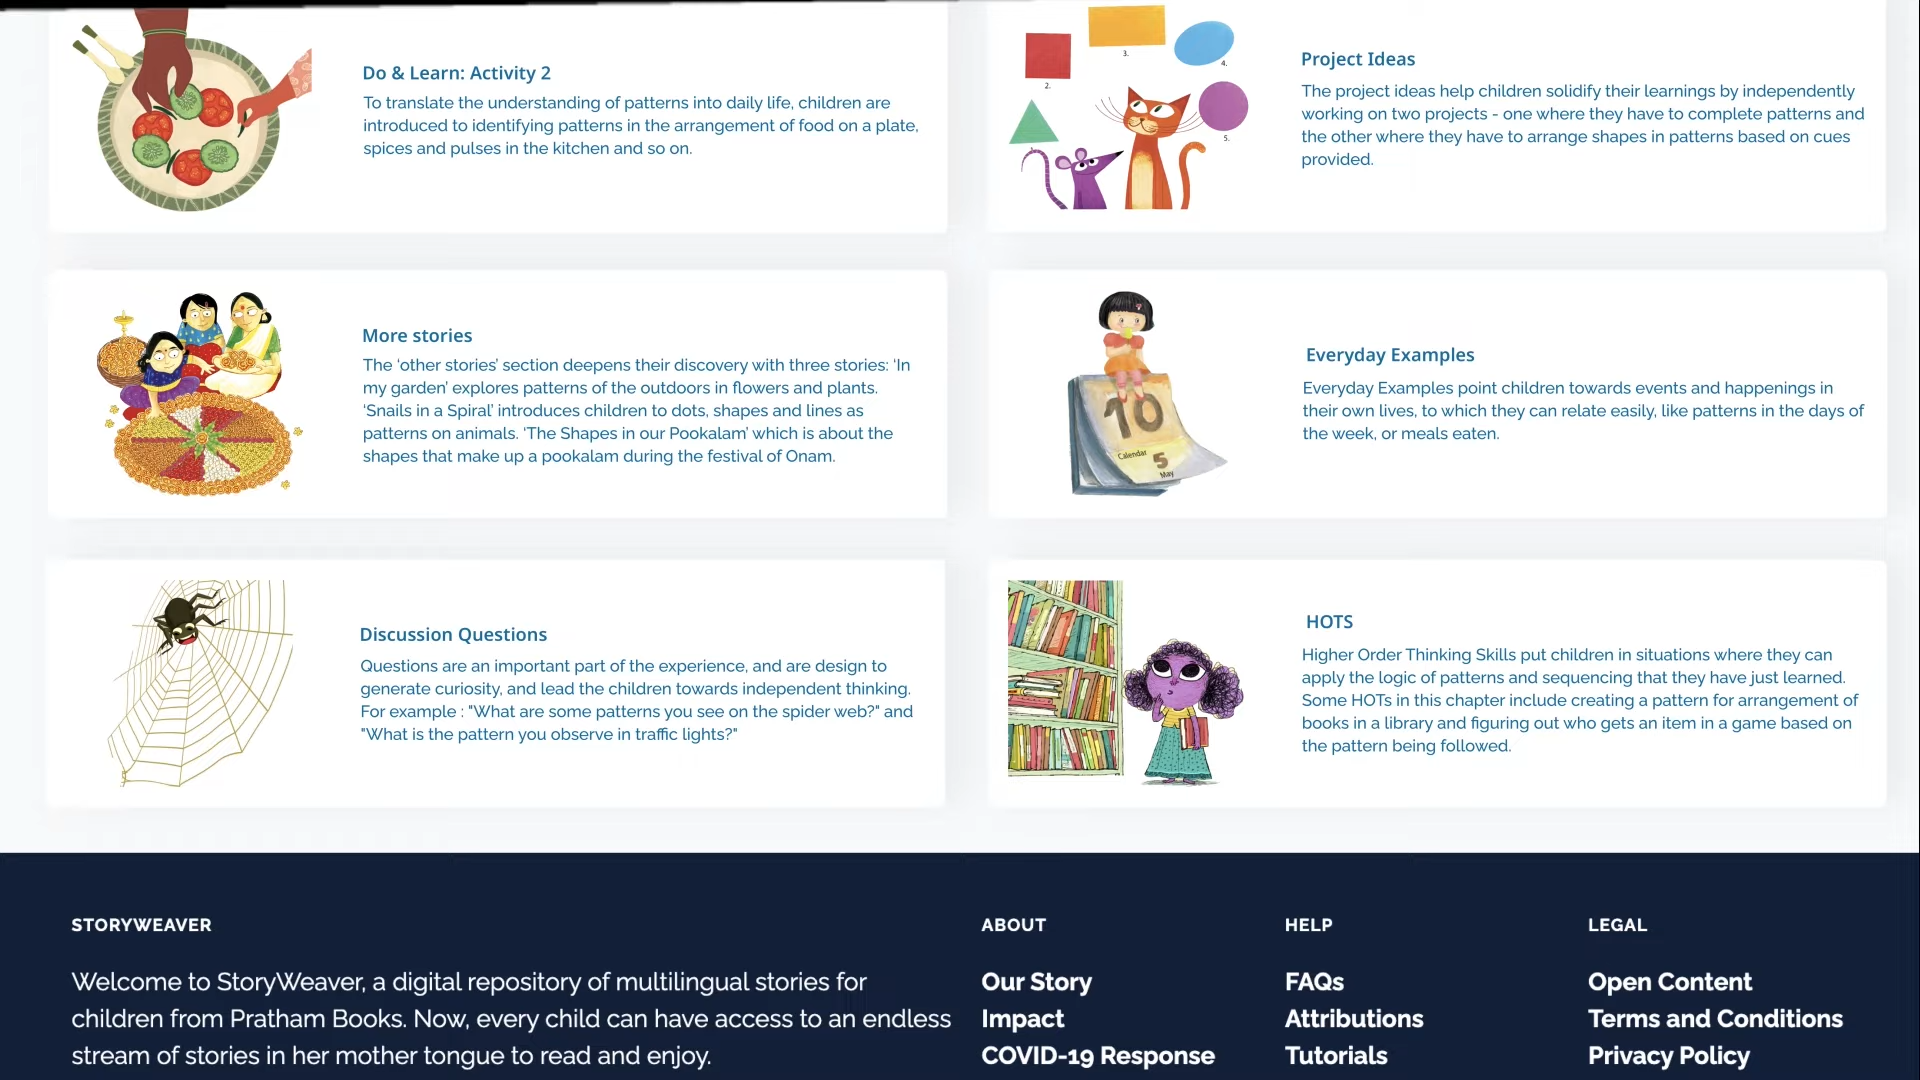 Do & Learn: Activity 2
To translate the understanding of patterns into daily life, children are
introduced to identifying patterns in the arrangement of food on a plate,
spices and pulses in the kitchen and so on.
2.
3.
4.
5.
Project Ideas
The project ideas help children solidify their learnings by independently
working on two projects - one where they have to complete patterns and
the other where they have to arrange shapes in patterns based on cues
provided.
More stories
The ‘other stories’ section deepens their discovery with three stories: ‘In
my garden’ explores patterns of the outdoors in flowers and plants.
‘Snails in a Spiral’ introduces children to dots, shapes and lines as
patterns on animals. ‘The Shapes in our Pookalam’ which is about the
shapes that make up a pookalam during the festival of Onam.
10
Calendar 5
May
Everyday Examples
Everyday Examples point children towards events and happenings in
their own lives, to which they can relate easily, like patterns in the days of
the week, or meals eaten.
Discussion Questions
Questions are an important part of the experience, and are design to
generate curiosity, and lead the children towards independent thinking.
For example : "What are some patterns you see on the spider web?" and
"What is the pattern you observe in traffic lights?"
HOTS
Higher Order Thinking Skills put children in situations where they can
apply the logic of patterns and sequencing that they have just learned.
Some HOTs in this chapter include creating a pattern for arrangement of
books in a library and figuring out who gets an item in a game based on
the pattern being followed.
STORYWEAVER
Welcome to StoryWeaver, a digital repository of multilingual stories for
children from Pratham Books. Now, every child can have access to an endless
stream of stories in her mother tongue to read and enjoy.
ABOUT
Our Story
Impact
COVID-19 Response
HELP
FAQs
Attributions
Tutorials
LEGAL
Open Content
Terms and Conditions
Privacy Policy